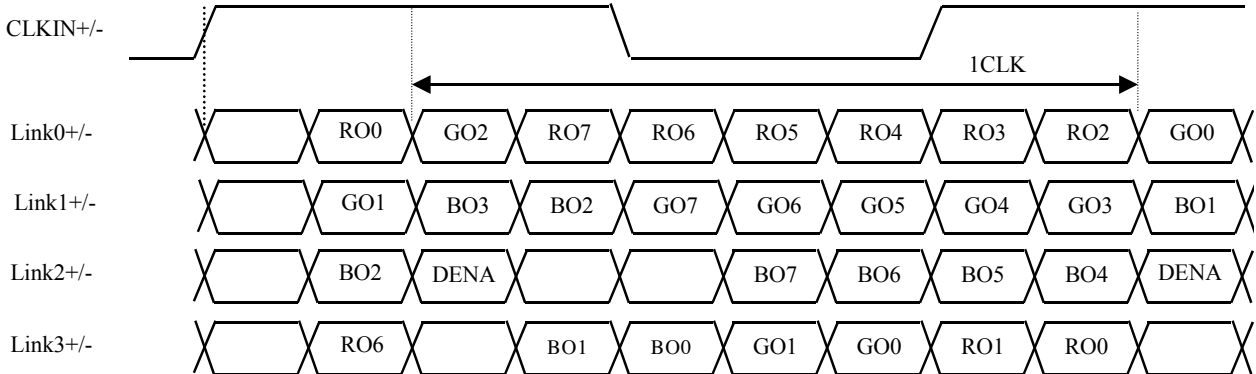 CLKIN+/-
1CLK
Link0+/- RO0 GO2 RO7 RO6 RO5 RO4 RO3 RO2 GO0
Link1+/- GO1 BO3 BO2 GO7 GO6 GO5 GO4 GO3 BO1
Link2+/- BO2 DENA BO7 BO6 BO5 BO4 DENA
Link3+/- RO6 BO1 BO0 GO1 GO0 RO1 RO0